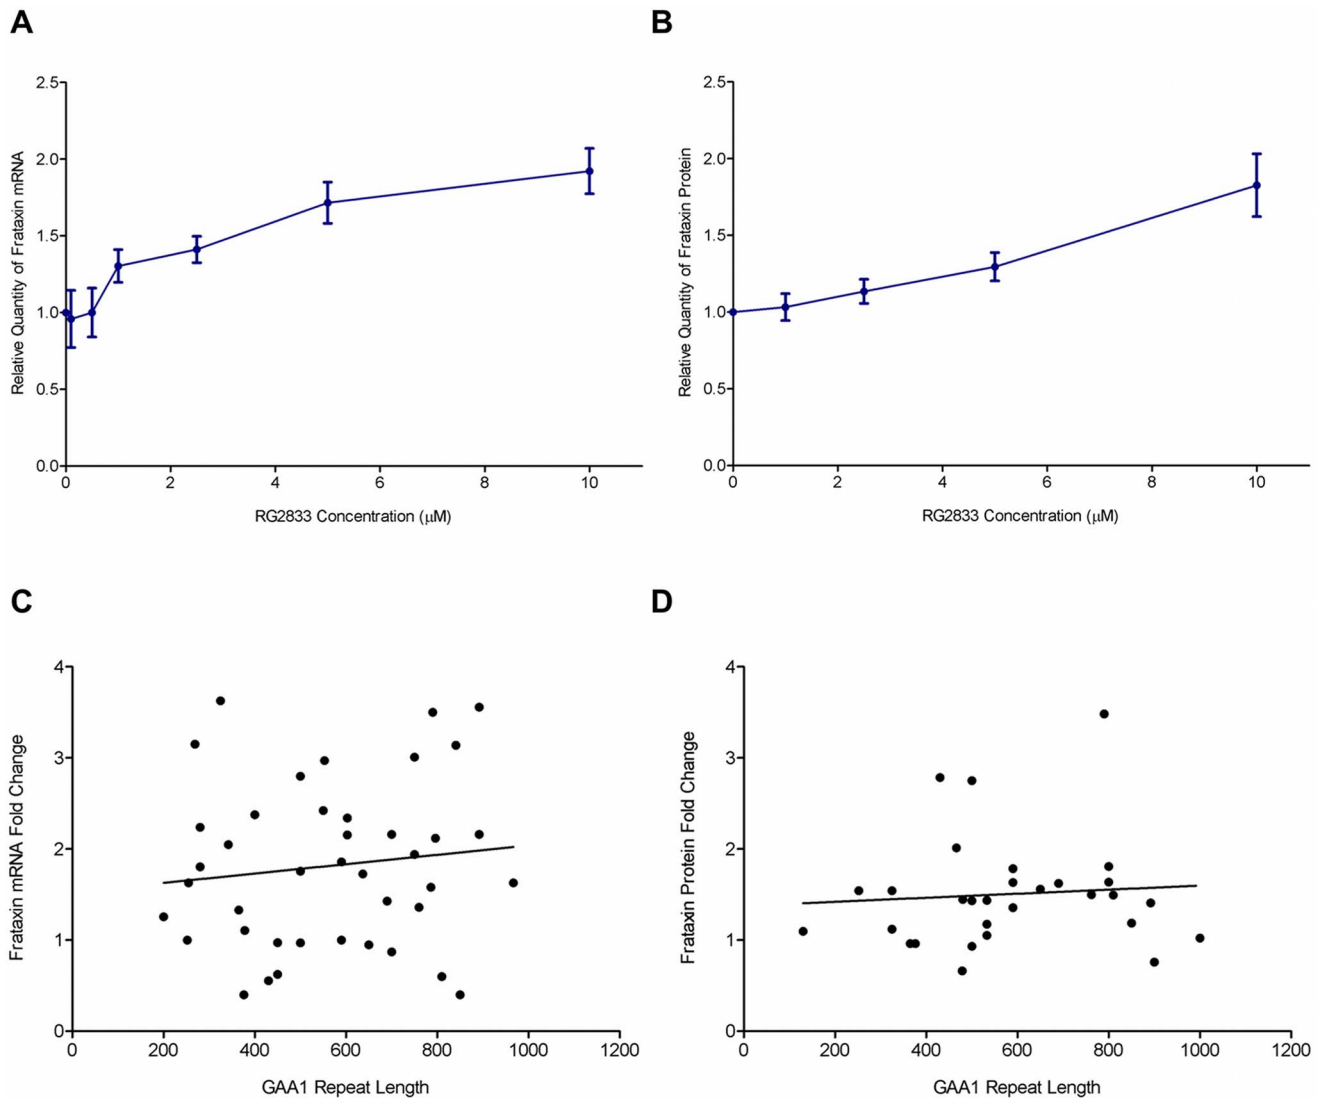 A
B
2.5
2.0
1.5
1.0
0.5
0.0
0 2 4 6 8 10
Relative Quantity of Frataxin mRNA
RG2833 Concentration (µM)
2.5
2.0
1.5
1.0
0.5
0.0
0 2 4 6 8 10
Relative Quantity of Frataxin Protein
RG2833 Concentration (µM)
C
D
4
3
2
1
0
0 200 400 600 800 1000 1200
Frataxin mRNA Fold Change
GAA1 Repeat Length
4
3
2
1
0
0 200 400 600 800 1000 1200
Frataxin Protein Fold Change
GAA1 Repeat Length